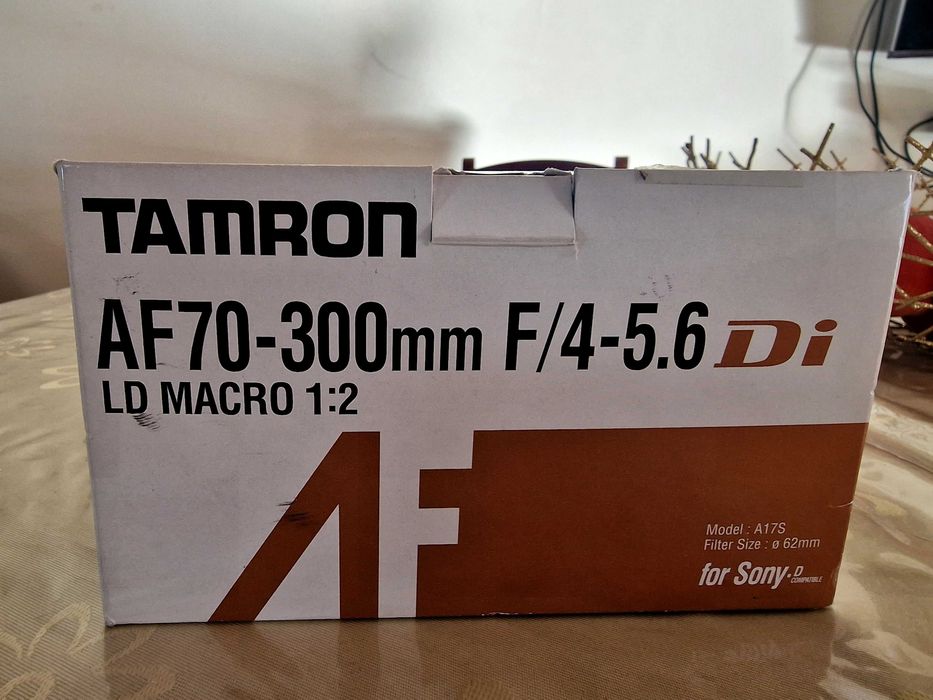 TAMRON
AF70-300mm F/4-5.6 Di
LD MACRO 1:2
AF
Model : A17S
Filter Size : ø 62mm
for Sony·D
COMPATIBLE